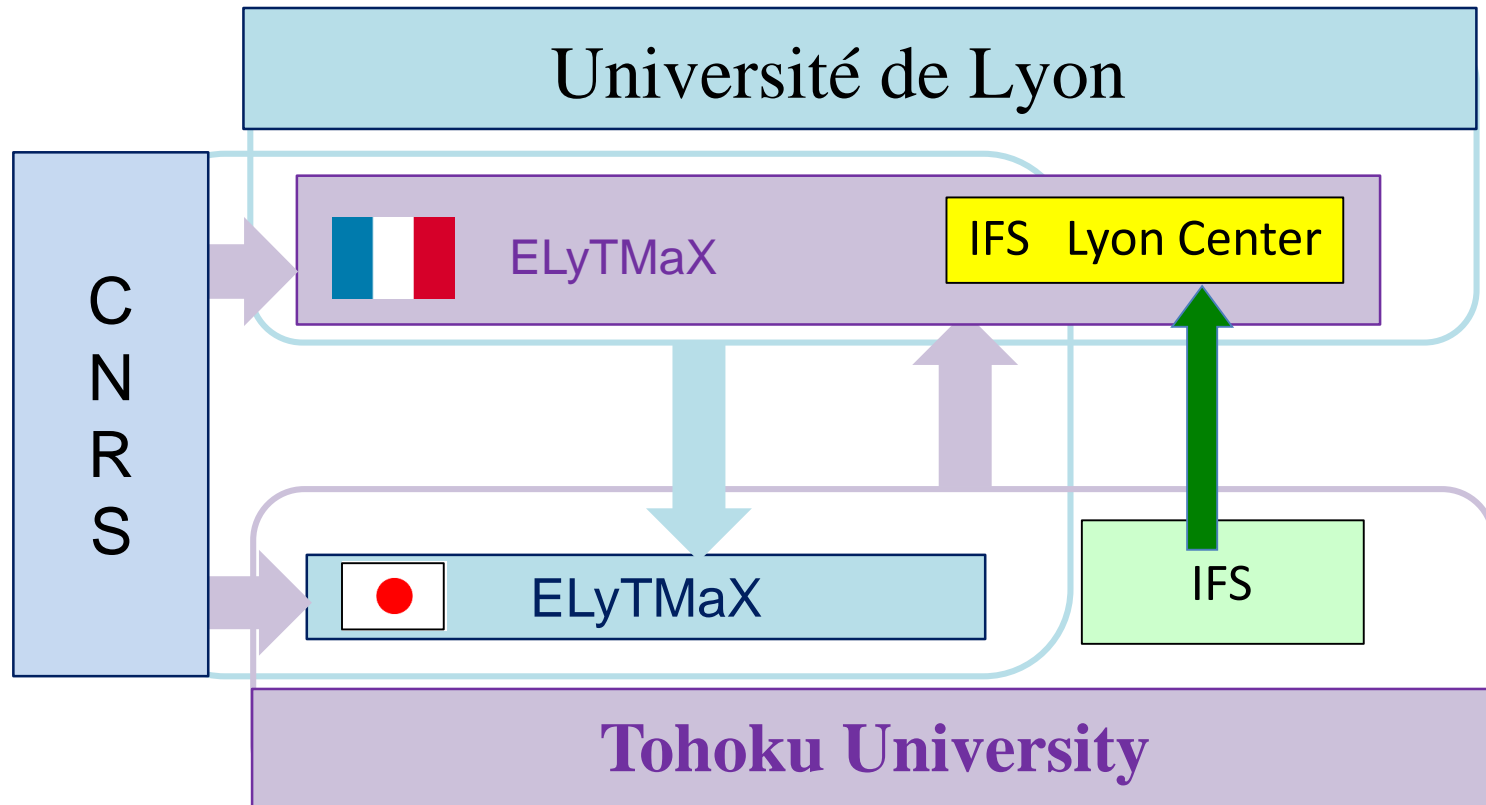 Université de Lyon
C
N
R
S
ELyTMaX
IFS Lyon Center
ELyTMaX
IFS
Tohoku University